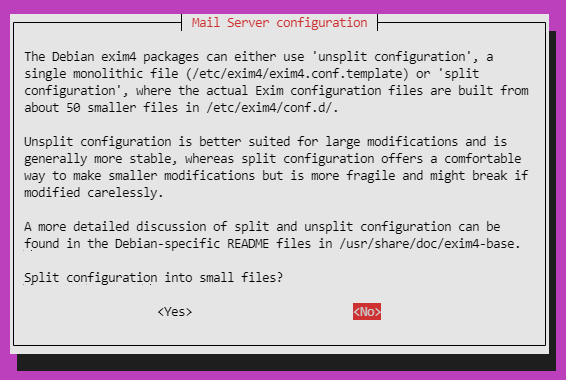 Mail Server configuration
The Debian exim4 packages can either use 'unsplit configuration', a
single monolithic file (/etc/exim4/exim4.conf.template) or 'split
configuration', where the actual Exim configuration files are built from
about 50 smaller files in /etc/exim4/conf.d/.
Unsplit configuration is better suited for large modifications and is
generally more stable, whereas split configuration offers a comfortable
way to make smaller modifications but is more fragile and might break if
modified carelessly.
A more detailed discussion of split and unsplit configuration can be
found in the Debian-specific README files in /usr/share/doc/exim4-base.
Split configuration into small files?
<Yes> <No>